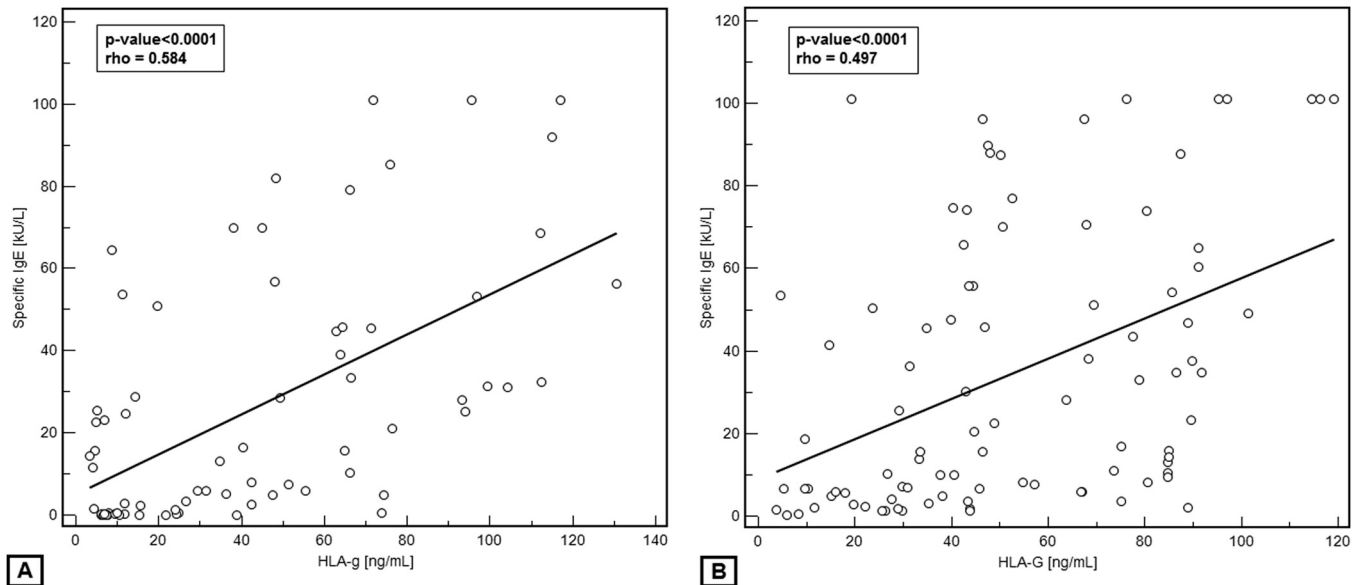 p-value<0.0001
rho = 0.584
Specific IgE [kU/L]
120
100
80
60
40
20
0
0 20 40 60 80 100 120 140
HLA-g [ng/mL]
A
p-value<0.0001
rho = 0.497
Specific IgE [kU/L]
120
100
80
60
40
20
0
0 20 40 60 80 100 120
HLA-G [ng/mL]
B